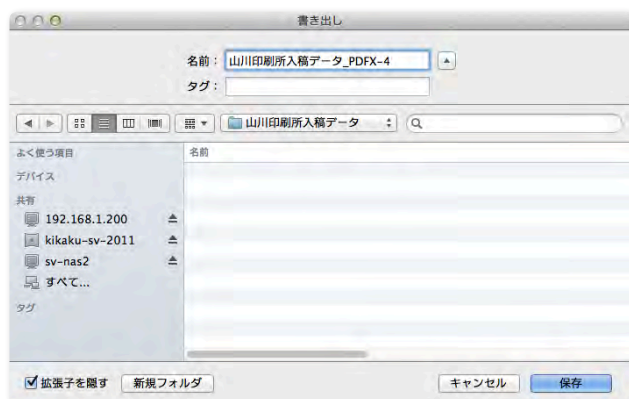 書き出し
名前：山川印刷所入稿データ_PDFX-4
タグ：
山川印刷所入稿データ
よく使う項目
名前
デバイス
共有
192.168.1.200
kikaku-sv-2011
sv-nas2
すべて...
タグ
拡張子を隠す 新規フォルダ キャンセル 保存